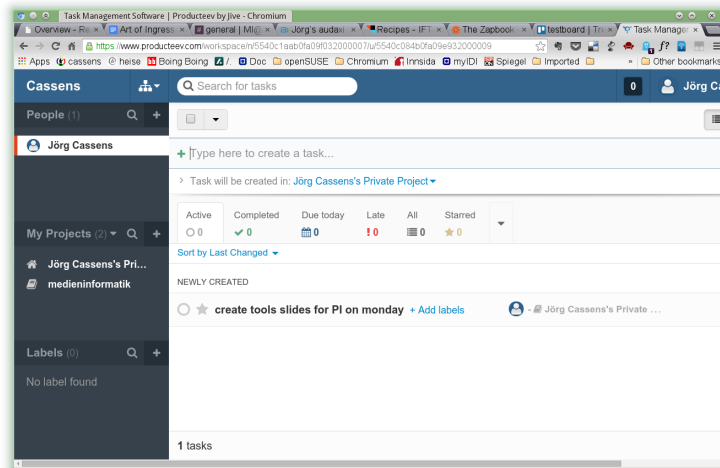 Task Management Software | Producteev by Jive - Chromium
Overview - Re Art of Ingress general | MI@ Jörg's audaxi Recipes - IFT The Zapbook testboard | Tr Task Manager
https://www.producteev.com/workspace/n/5540c1aab0fa09f032000007/u/5540c084b0fa09e932000009
Apps cassens heise Boing Boing /. Doc openSUSE Chromium Innsida myIDI Spiegel Imported » Other bookmarks
Cassens Search for tasks 0 Jörg Ca
People (1)
Jörg Cassens
Type here to create a task...
Task will be created in: Jörg Cassens's Private Project
Active Completed Due today Late All Starred
0 0 0 0 0 0
My Projects (2)
Sort by Last Changed
Jörg Cassens's Pri...
medieninformatik
NEWLY CREATED
create tools slides for PI on monday + Add labels - Jörg Cassens's Private ...
Labels (0)
No label found
1 tasks